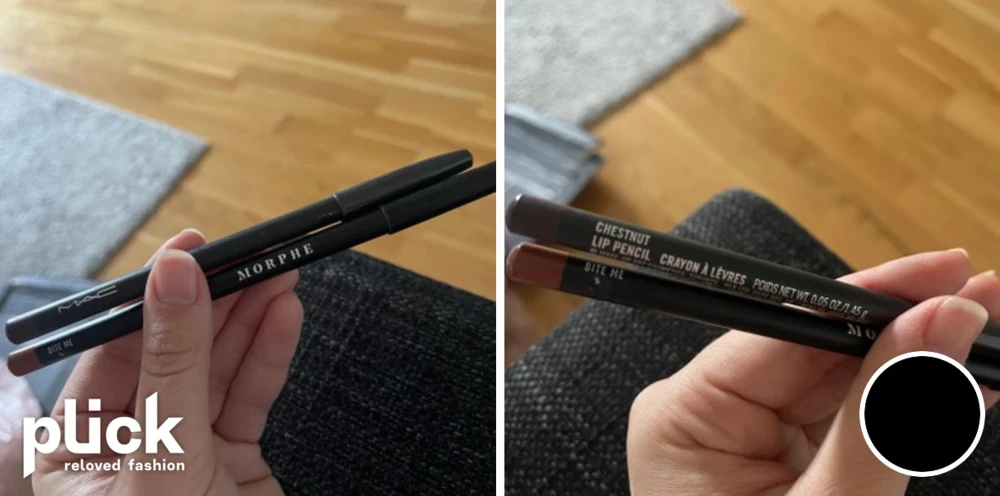 MAC
MORPHE
BITE ME
plick
reloved fashion
CHESTNUT
LIP PENCIL CRAYON À LÈVRES POIDS NET WT. 0.05 OZ/1.45 g
BITE ME
MO